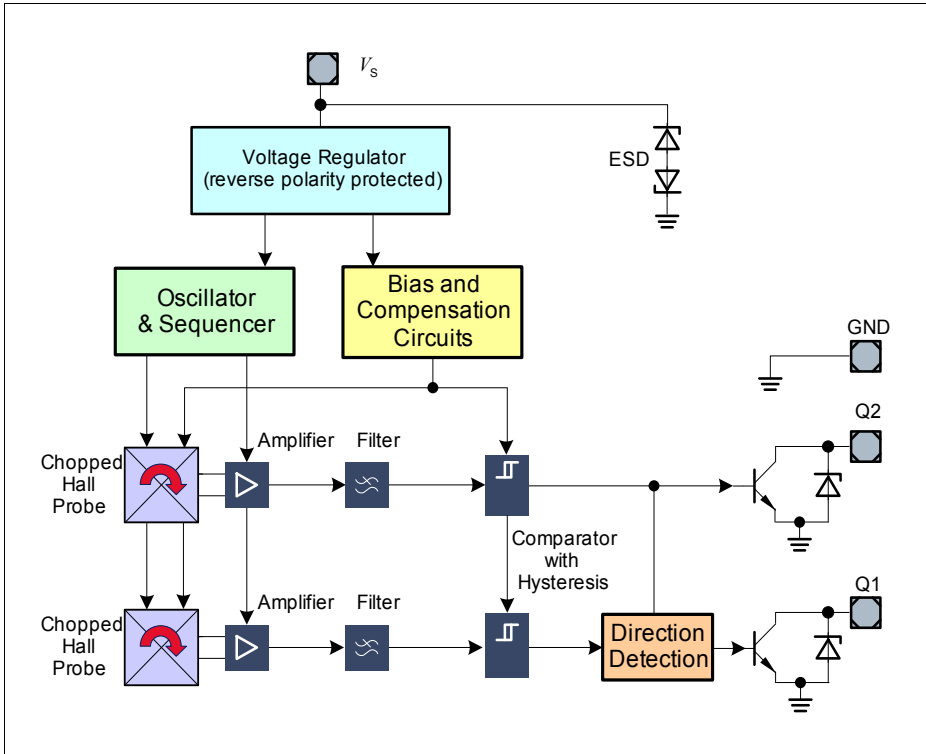 VS
Voltage Regulator
(reverse polarity protected)
ESD
Oscillator
& Sequencer
Bias and
Compensation
Circuits
GND
Q2
Chopped
Hall
Probe
Amplifier
Filter
Comparator
with
Hysteresis
Q1
Chopped
Hall
Probe
Amplifier
Filter
Direction
Detection